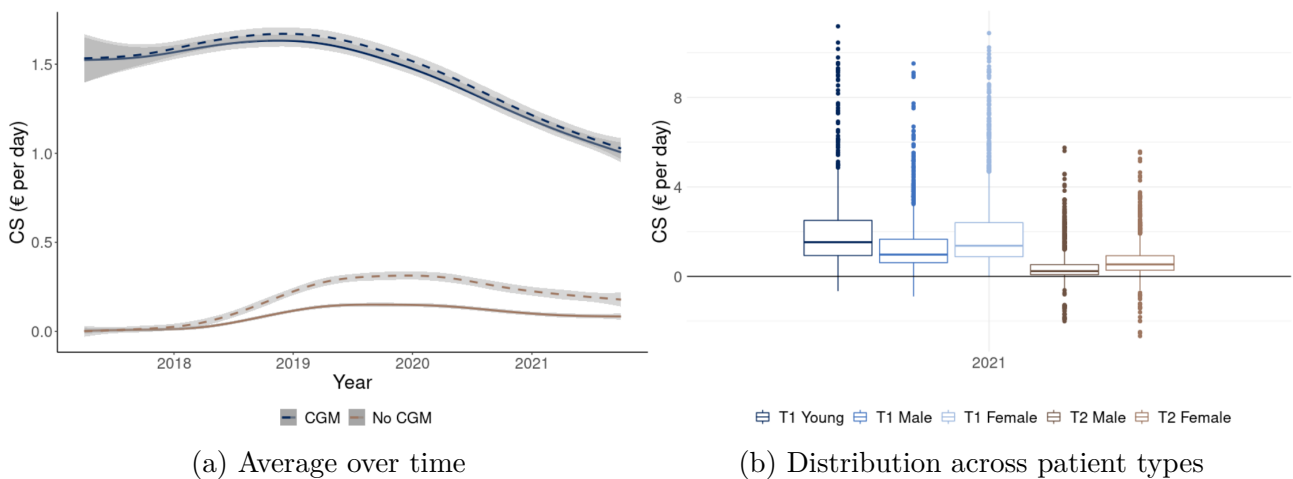 CS (€ per day)
1.5
1.0
0.5
0.0
2018 2019 2020 2021
Year
CGM No CGM
(a) Average over time
CS (€ per day)
8
4
0
2021
T1 Young T1 Male T1 Female T2 Male T2 Female
(b) Distribution across patient types